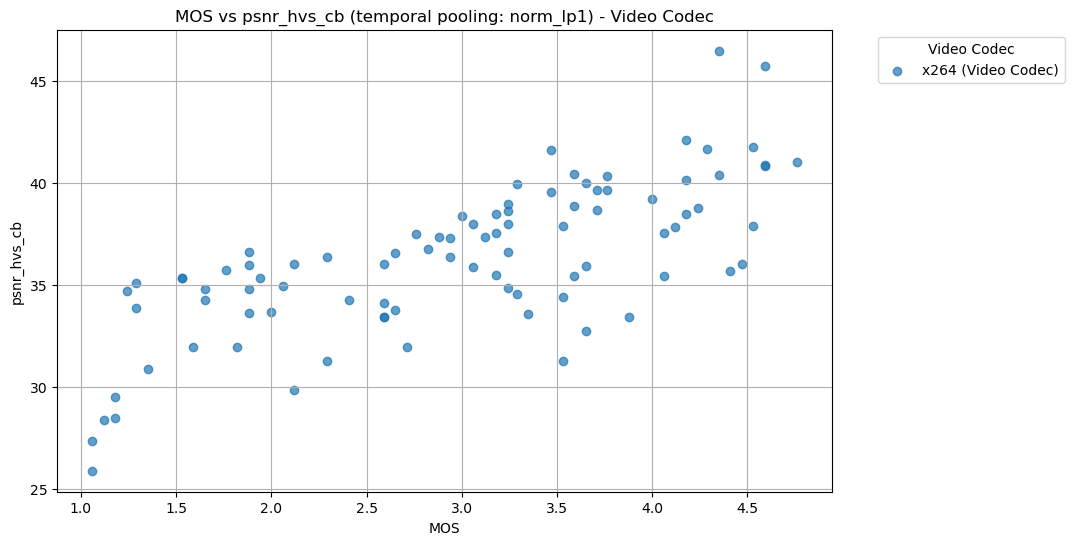 MOS vs psnr_hvs_cb (temporal pooling: norm_lp1) - Video Codec
Video Codec
x264 (Video Codec)
psnr_hvs_cb
45
40
35
30
25
1.0 1.5 2.0 2.5 3.0 3.5 4.0 4.5
MOS